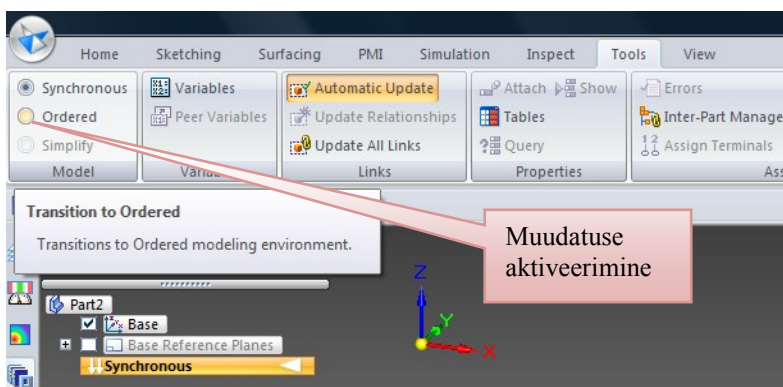 Home Sketching Surfacing PMI Simulation Inspect Tools View
Synchronous Variables Automatic Update Attach Show Errors
Ordered Peer Variables Update Relationships Tables Inter-Part Manage
Simplify Update All Links Query Assign Terminals
Model Links Properties
Transition to Ordered
Transitions to Ordered modeling environment.
Muudatuse
aktiveerimine
Z
Y
X
Part2
Base
Base Reference Planes
Synchronous